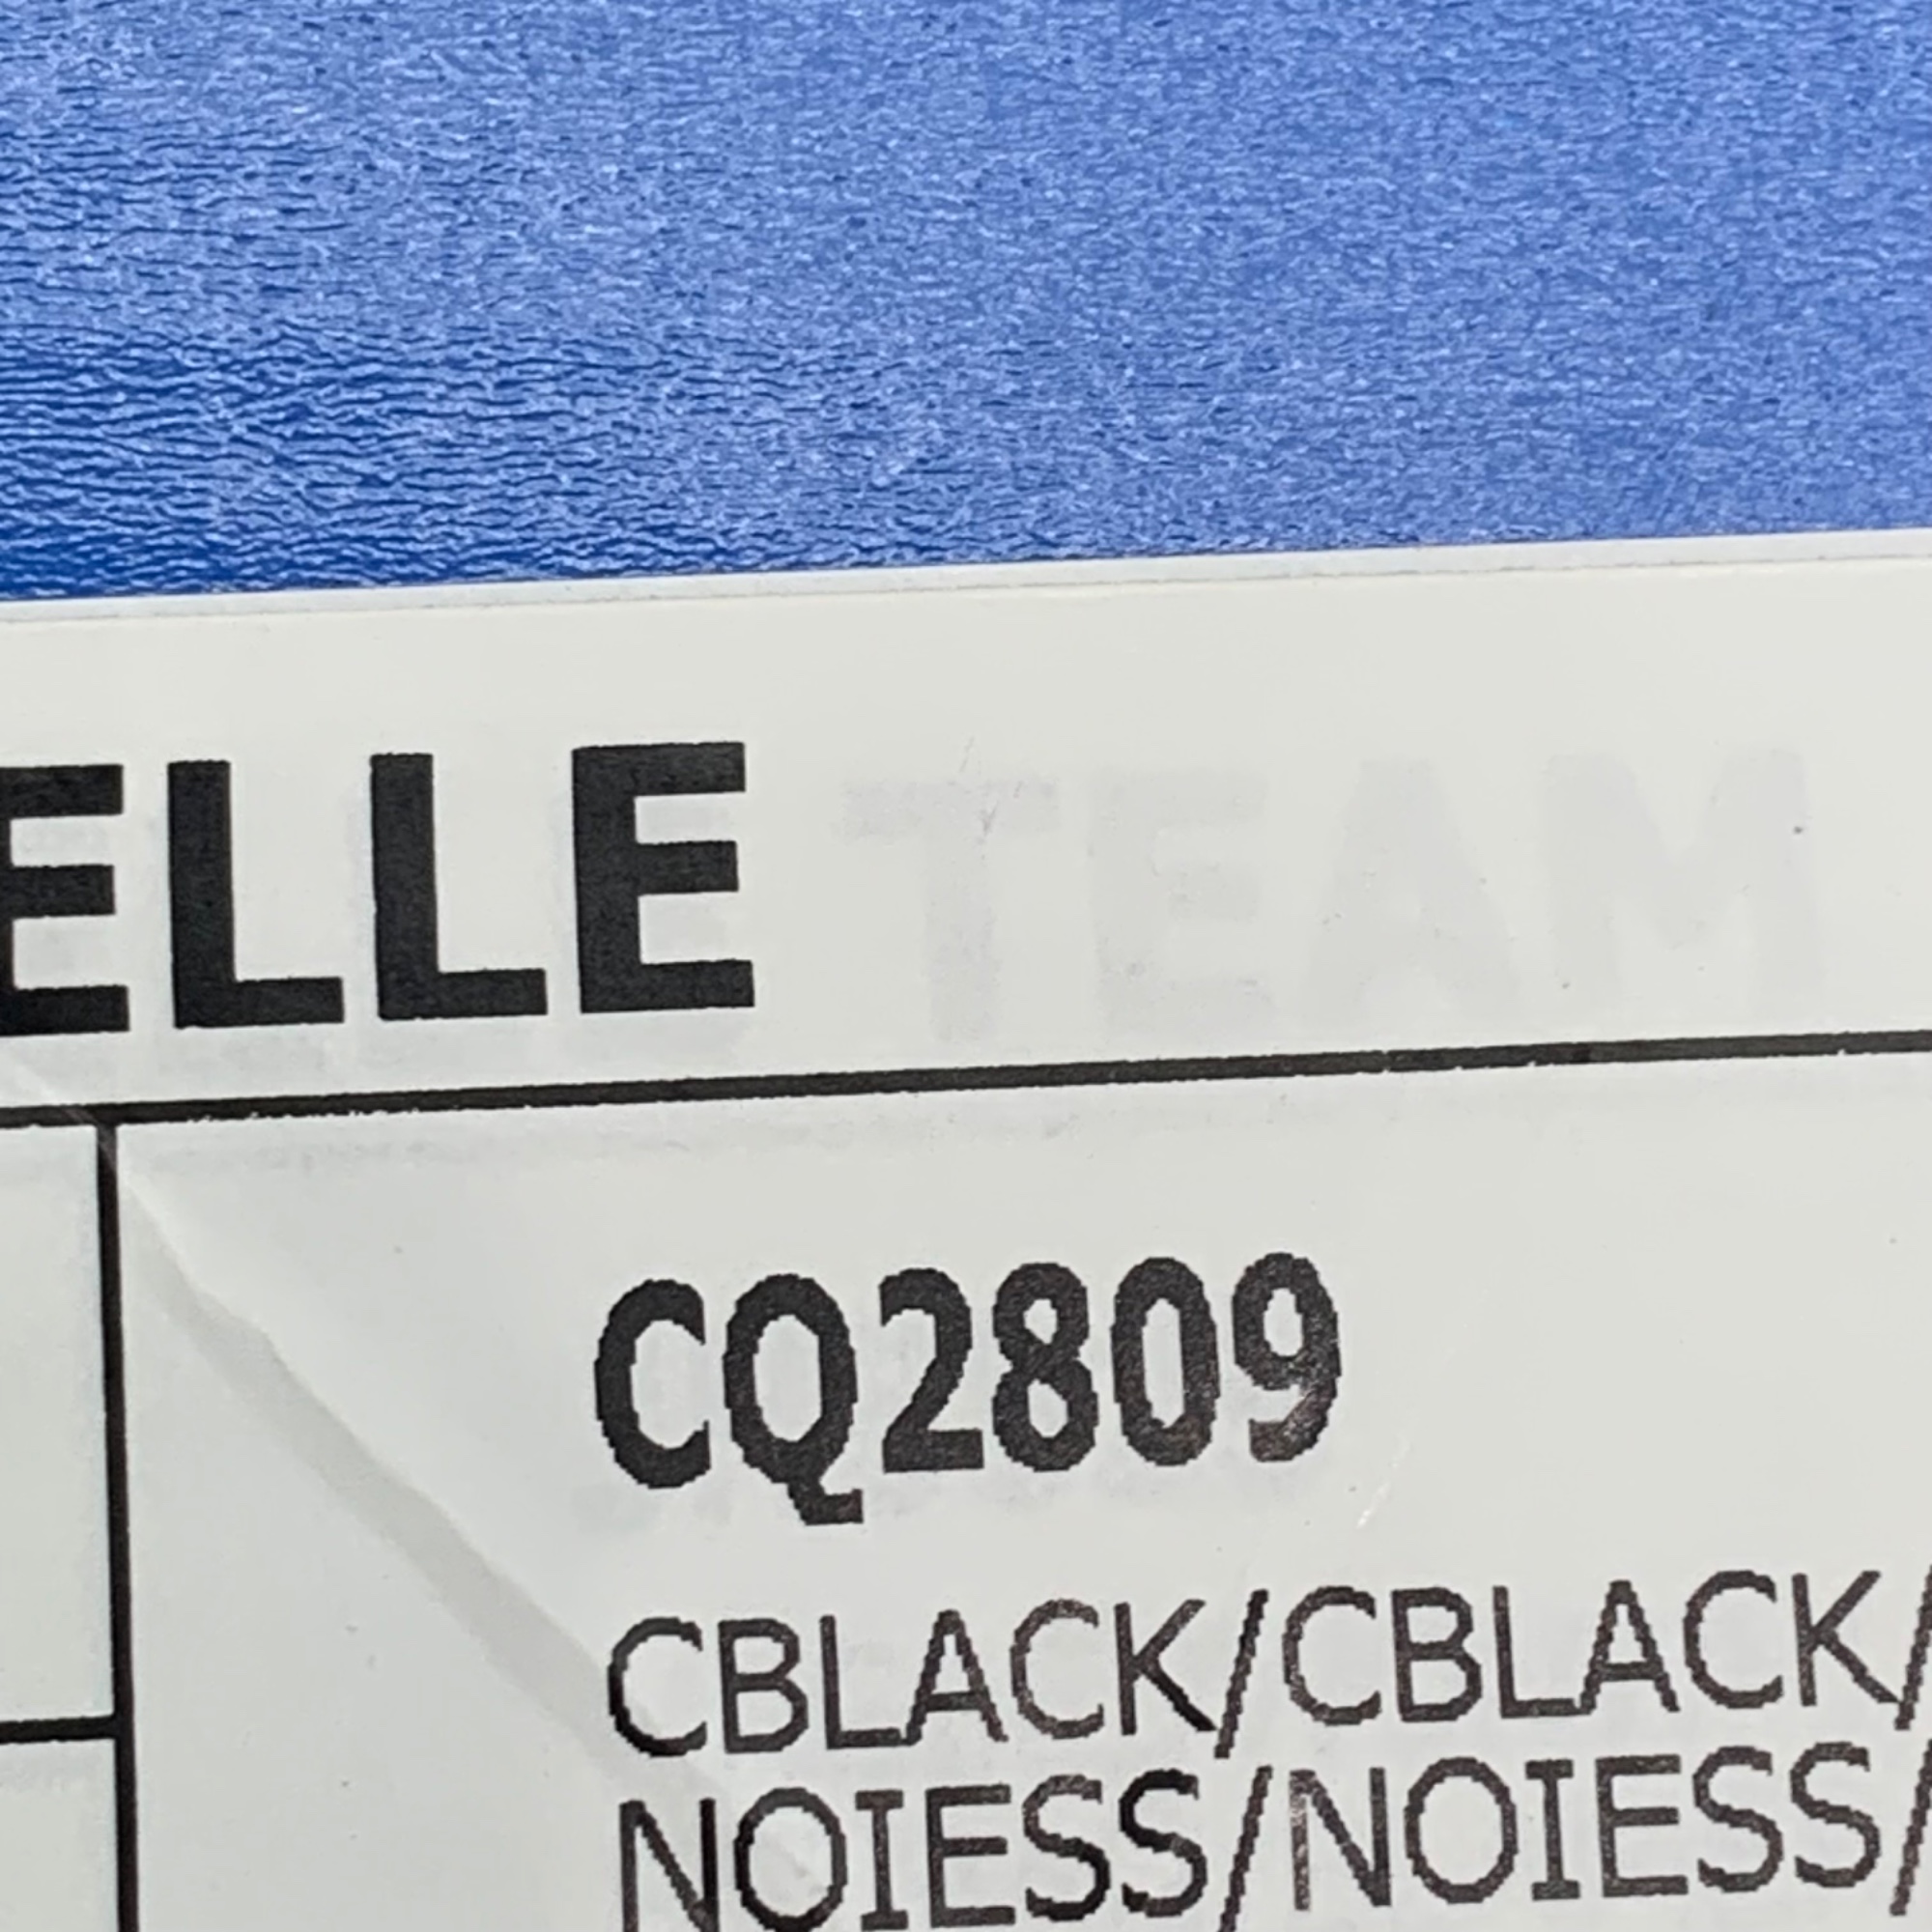 ELLE TEAM
CQ2809
CBLACK/CBLACK/
NOIESS/NOIESS/